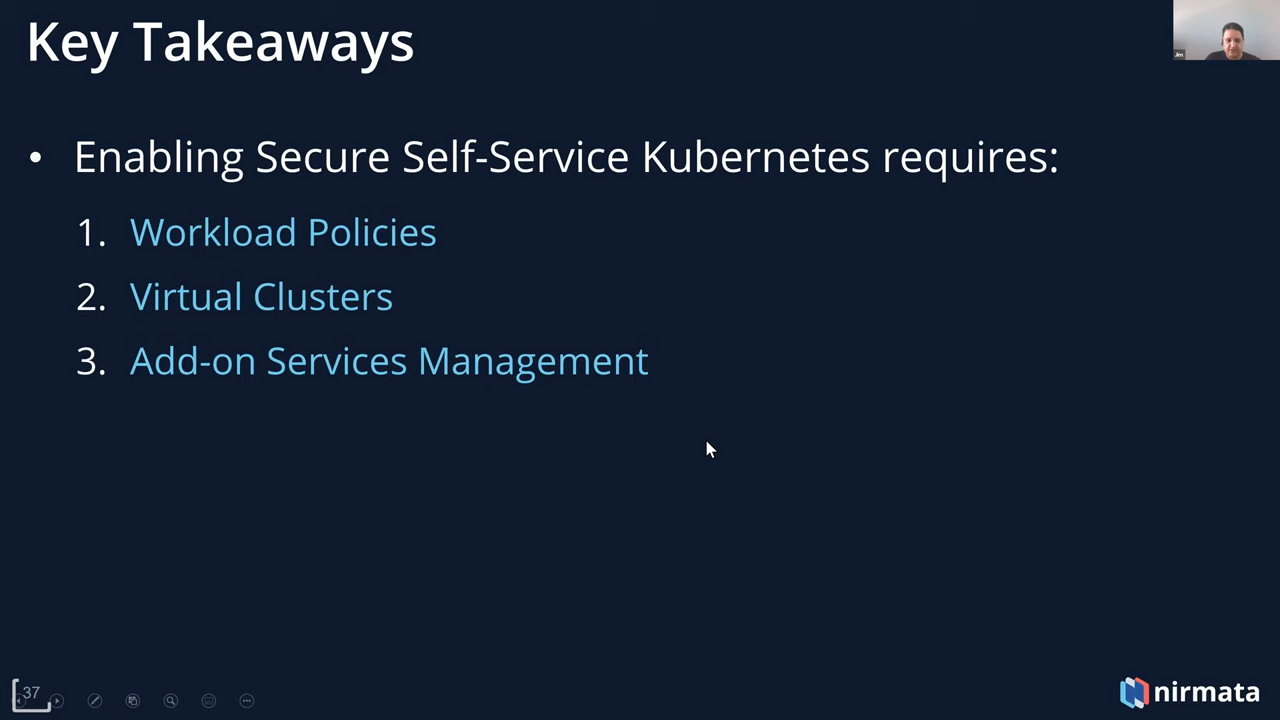 Key Takeaways
• Enabling Secure Self-Service Kubernetes requires:
1. Workload Policies
2. Virtual Clusters
3. Add-on Services Management
37
nirmata